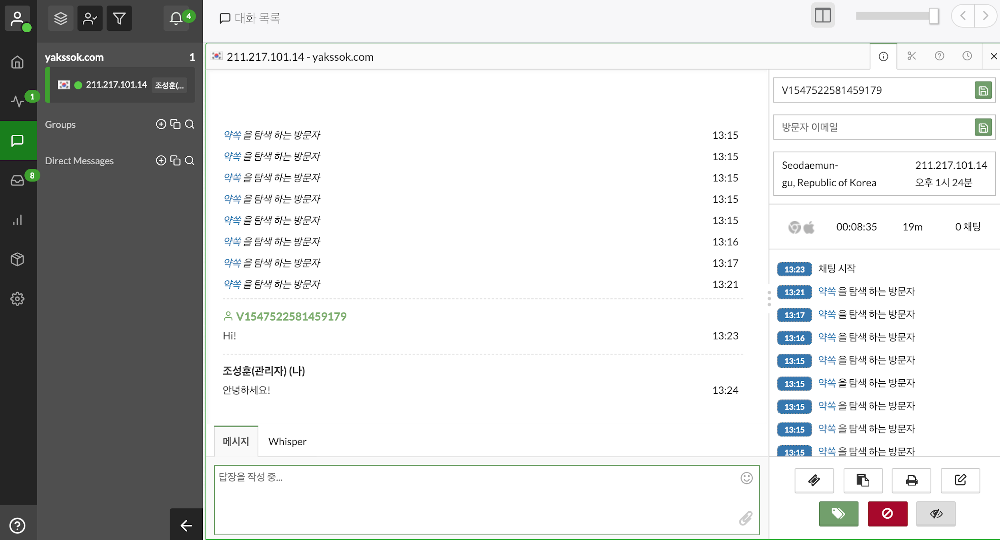 4
대화 목록
yakssok.com 1
211.217.101.14 조성훈(...
1
Groups
Direct Messages
8
211.217.101.14 - yakssok.com
약쏙 을 탐색 하는 방문자 13:15
약쏙 을 탐색 하는 방문자 13:15
약쏙 을 탐색 하는 방문자 13:15
약쏙 을 탐색 하는 방문자 13:15
약쏙 을 탐색 하는 방문자 13:15
약쏙 을 탐색 하는 방문자 13:16
약쏙 을 탐색 하는 방문자 13:17
약쏙 을 탐색 하는 방문자 13:21
V1547522581459179
Hi! 13:23
조성훈(관리자) (나)
안녕하세요! 13:24
메시지 Whisper
답장을 작성 중...
V1547522581459179
방문자 이메일
Seodaemun- 211.217.101.14
gu, Republic of Korea 오후 1시 24분
00:08:35 19m 0 채팅
13:23 채팅 시작
13:21 약쏙 을 탐색 하는 방문자
13:17 약쏙 을 탐색 하는 방문자
13:16 약쏙 을 탐색 하는 방문자
13:15 약쏙 을 탐색 하는 방문자
13:15 약쏙 을 탐색 하는 방문자
13:15 약쏙 을 탐색 하는 방문자
13:15 약쏙 을 탐색 하는 방문자
13:15 약쏙 을 탐색 하는 방문자